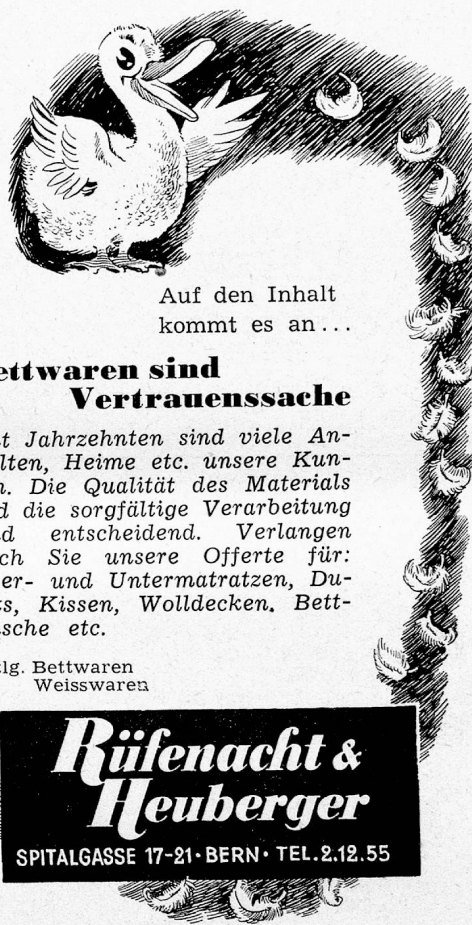 Auf den Inhalt
kommt es an...
ettwaren sind
Vertrauenssache
t Jahrzehnten sind viele An-
lten, Heime etc. unsere Kun-
n. Die Qualität des Materials
d die sorgfältige Verarbeitung
d entscheidend. Verlangen
ch Sie unsere Offerte für:
er- und Untermatratzen, Du-
ts, Kissen, Wolldecken. Bett-
sche etc.
zlg. Bettwaren
Weisswaren
Rüfenacht &
Heuberger
SPITALGASSE 17-21 · BERN · TEL. 2.12.55